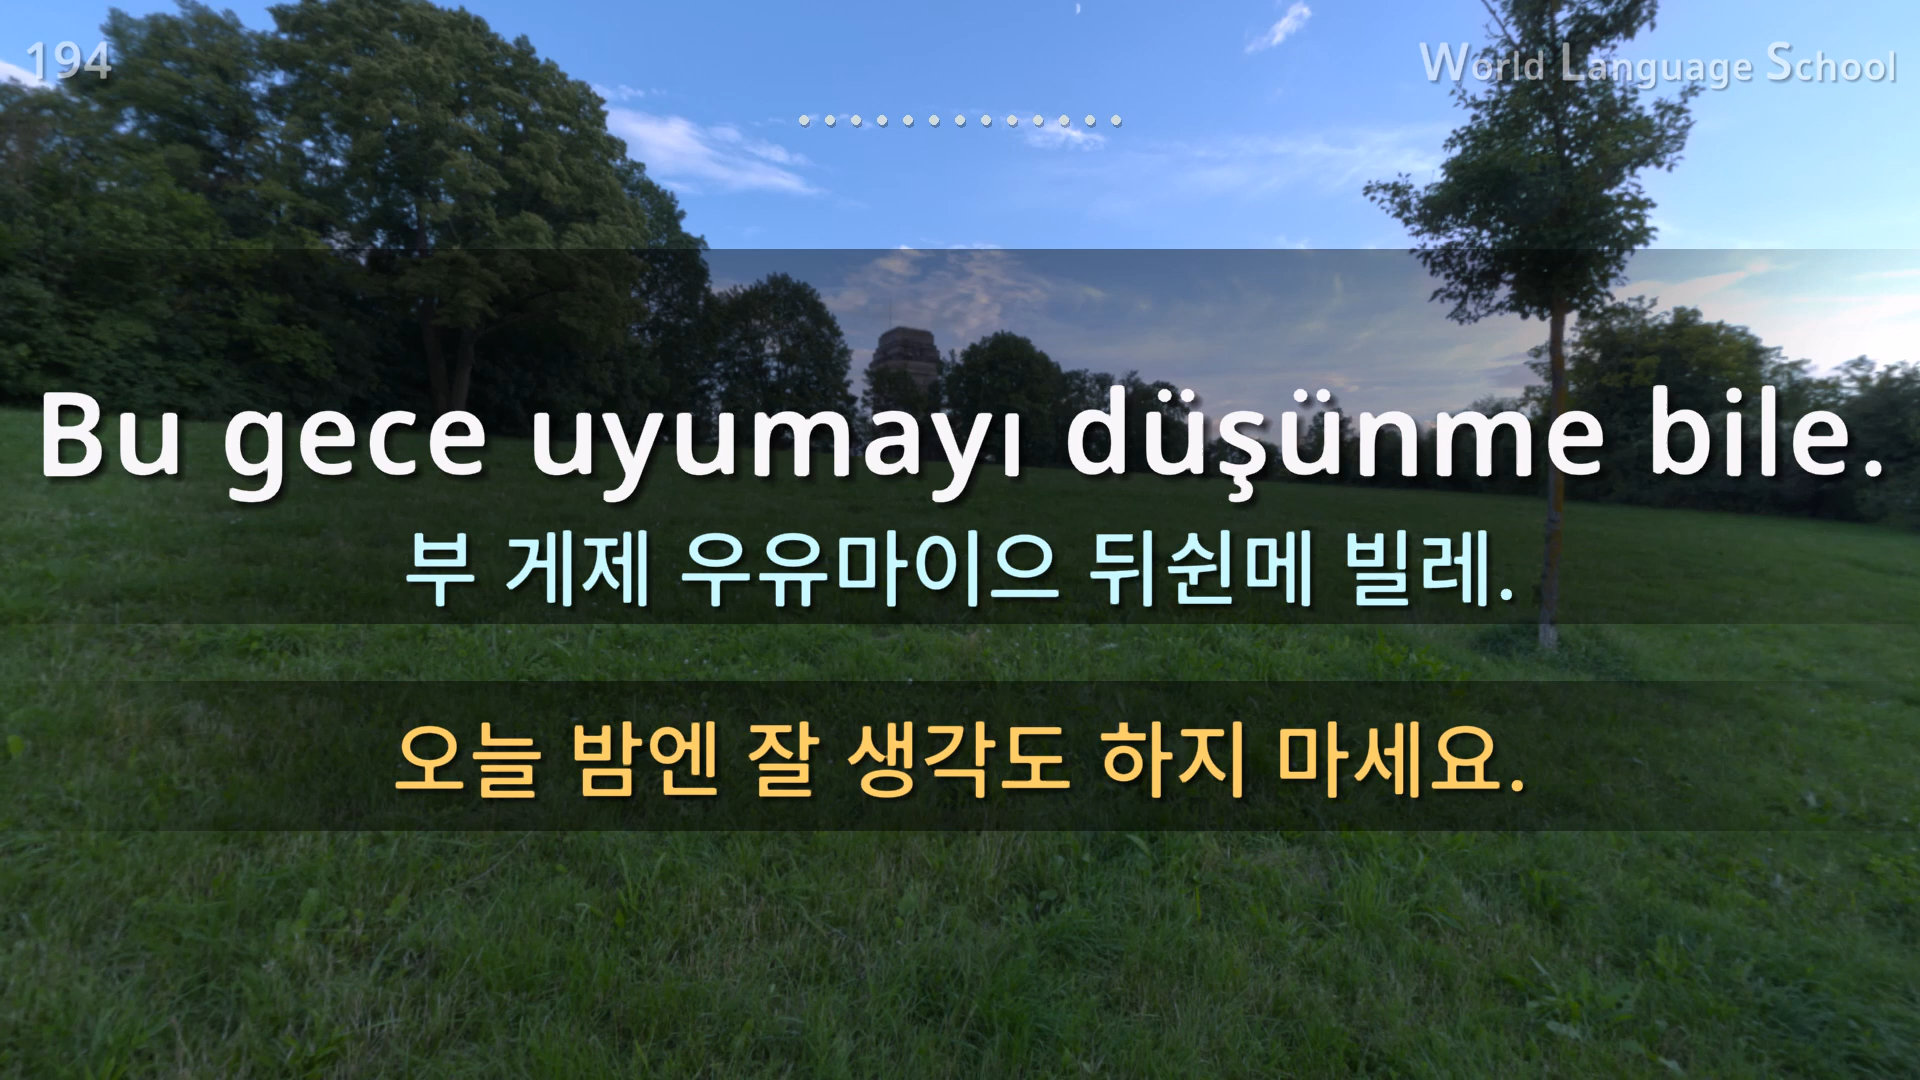 194
World Language School
Bu gece uyumayı düşünme bile.
부 게제 우유마이으 뒤쉰메 빌레.
오늘 밤엔 잘 생각도 하지 마세요.